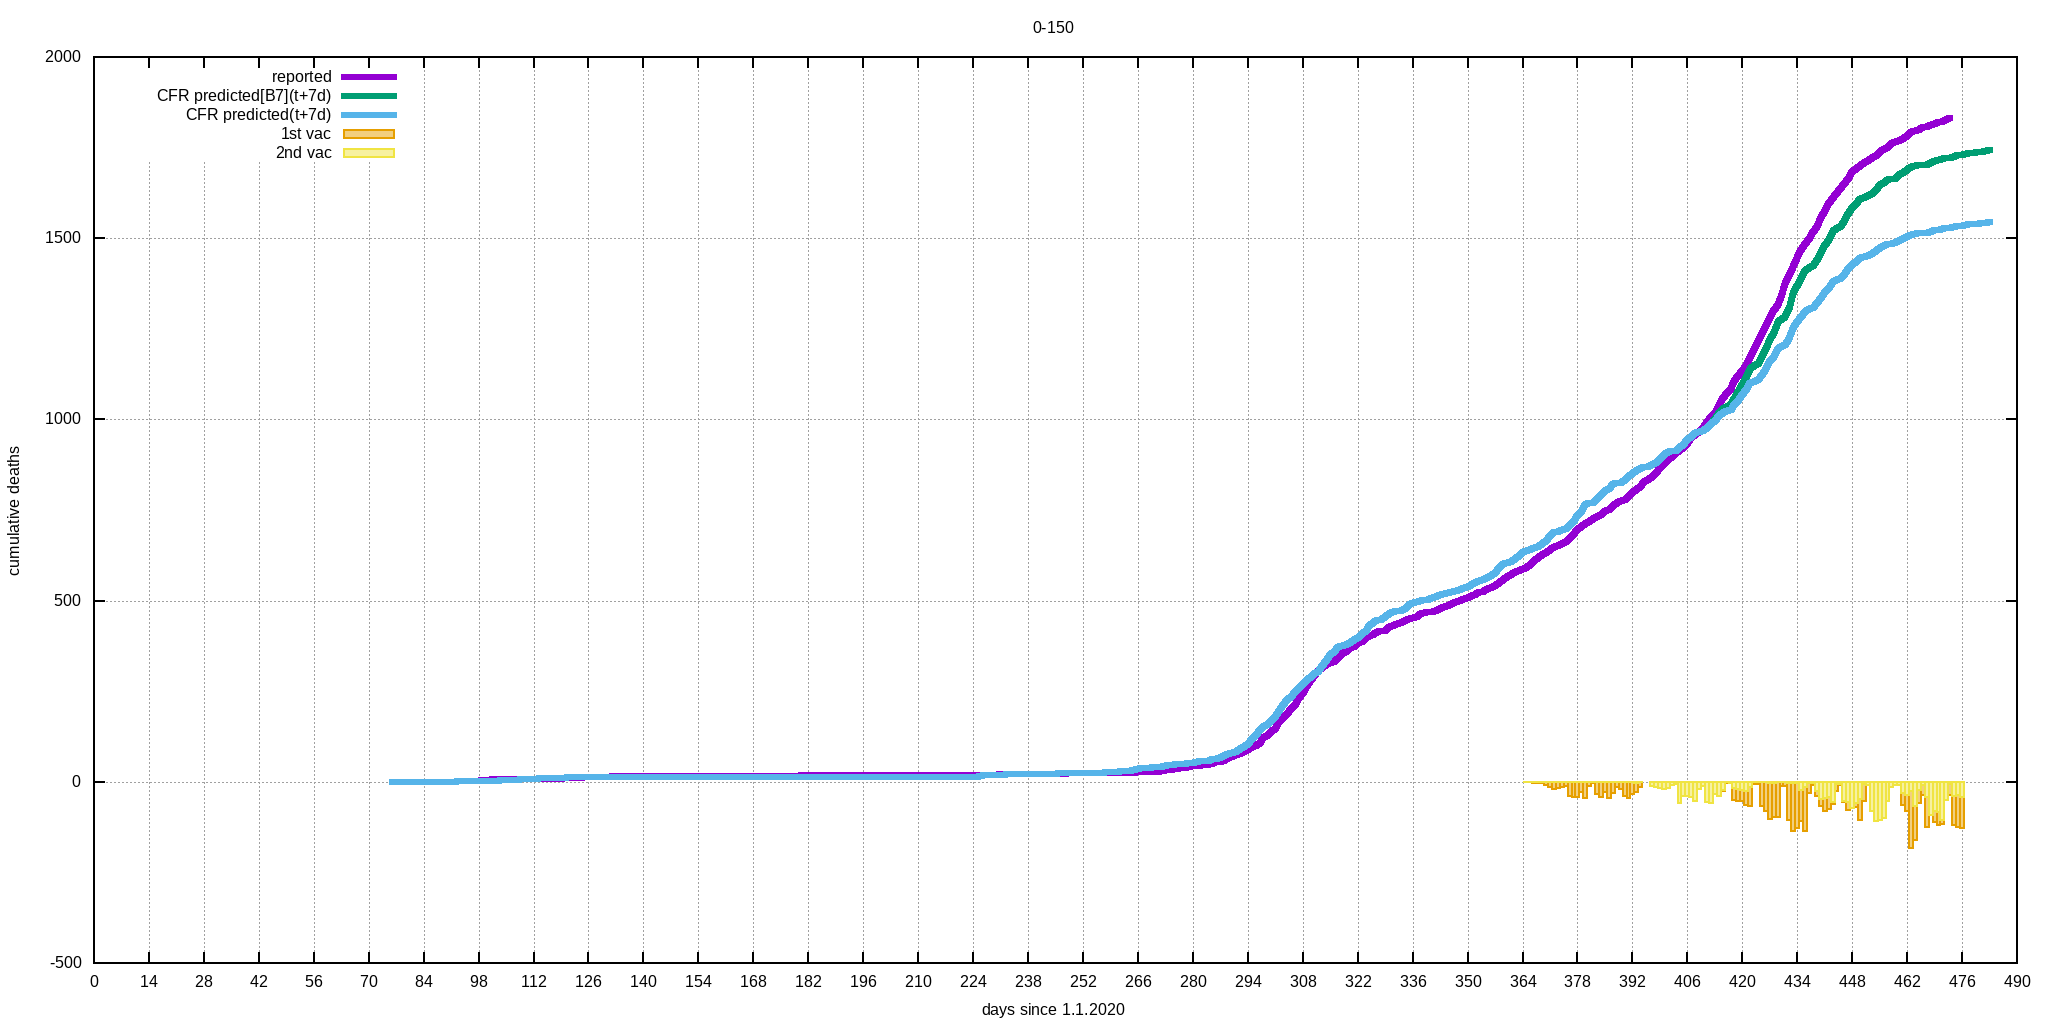 0-150
reported
CFR predicted[B7](t+7d)
CFR predicted(t+7d)
1st vac
2nd vac
2000
1500
1000
500
0
-500
cumulative deaths
0 14 28 42 56 70 84 98 112 126 140 154 168 182 196 210 224 238 252 266 280 294 308 322 336 350 364 378 392 406 420 434 448 462 476 490
days since 1.1.2020